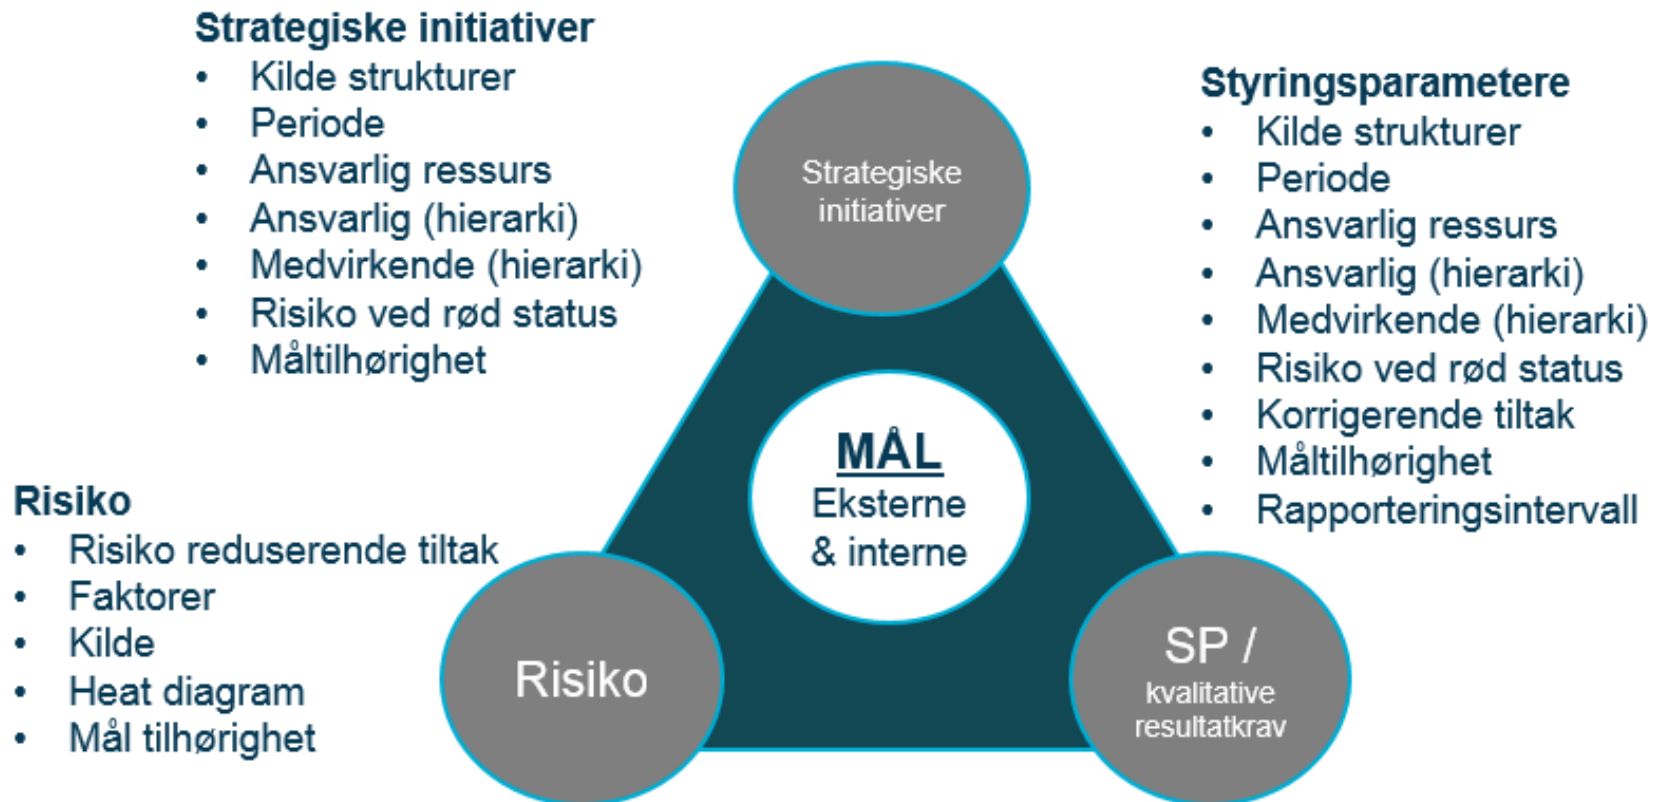 Strategiske initiativer
• Kilde strukturer
• Periode
• Ansvarlig ressurs
• Ansvarlig (hierarki)
• Medvirkende (hierarki)
• Risiko ved rød status
• Måltilhørighet
Strategiske
initiativer
Styringsparametere
• Kilde strukturer
• Periode
• Ansvarlig ressurs
• Ansvarlig (hierarki)
• Medvirkende (hierarki)
• Risiko ved rød status
• Korrigerende tiltak
• Måltilhørighet
• Rapporteringsintervall
MÅL
Eksterne
& interne
Risiko
• Risiko reduserende tiltak
• Faktorer
• Kilde
• Heat diagram
• Mål tilhørighet
Risiko
SP /
kvalitative
resultatkrav